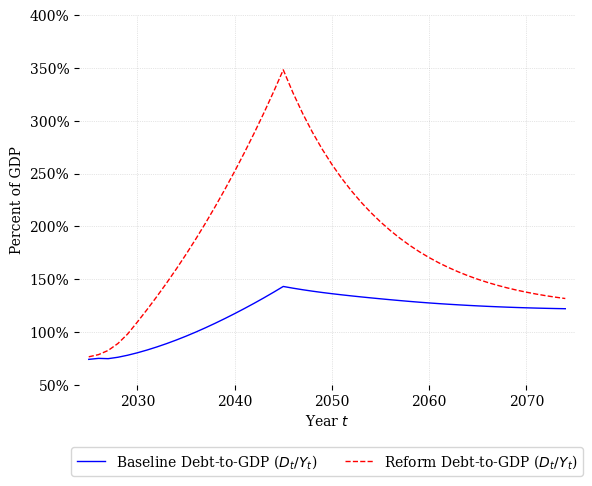 400%
350%
300%
250%
200%
150%
100%
50%
Percent of GDP
2030 2040 2050 2060 2070
Year t
Baseline Debt-to-GDP (Dₜ/Yₜ) Reform Debt-to-GDP (Dₜ/Yₜ)